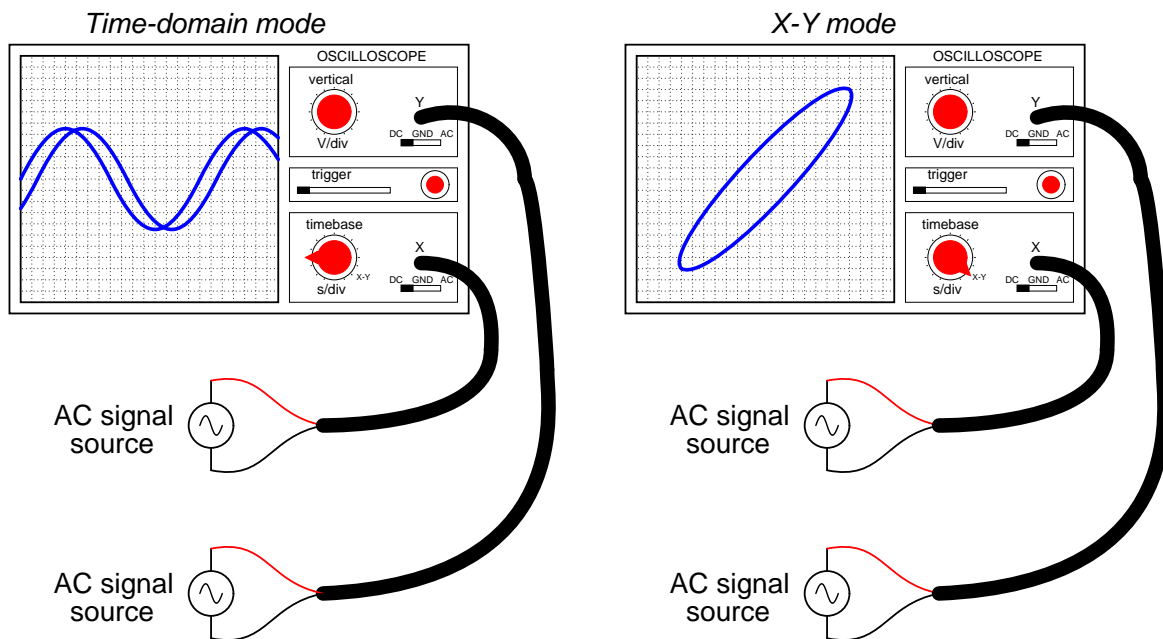 Time-domain mode
OSCILLOSCOPE
vertical
Y
DC GND AC
V/div
trigger
timebase
X
X-Y
DC GND AC
s/div
AC signal
source
AC signal
source
X-Y mode
OSCILLOSCOPE
vertical
Y
DC GND AC
V/div
trigger
timebase
X
X-Y
DC GND AC
s/div
AC signal
source
AC signal
source